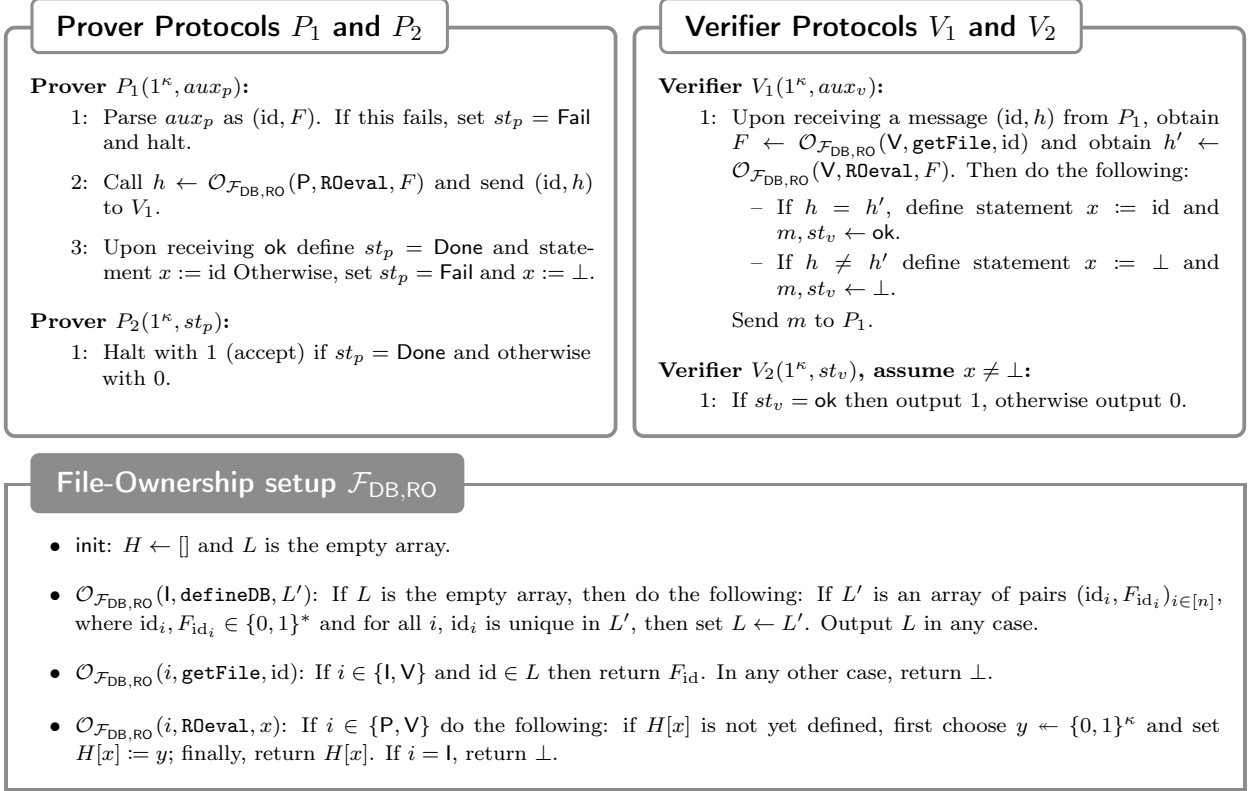 Prover Protocols P₁ and P₂
Prover P₁(1^κ, aux_p):
1: Parse aux_p as (id, F). If this fails, set st_p = Fail
and halt.
2: Call h ← 𝒪_{ℱ_DB,RO}(P, ROeval, F) and send (id, h)
to V₁.
3: Upon receiving ok define st_p = Done and state-
ment x := id Otherwise, set st_p = Fail and x := ⊥.
Prover P₂(1^κ, st_p):
1: Halt with 1 (accept) if st_p = Done and otherwise
with 0.
Verifier Protocols V₁ and V₂
Verifier V₁(1^κ, aux_v):
1: Upon receiving a message (id, h) from P₁, obtain
F ← 𝒪_{ℱ_DB,RO}(V, getFile, id) and obtain h′ ←
𝒪_{ℱ_DB,RO}(V, ROeval, F). Then do the following:
– If h = h′, define statement x := id and
m, st_v ← ok.
– If h ≠ h′ define statement x := ⊥ and
m, st_v ← ⊥.
Send m to P₁.
Verifier V₂(1^κ, st_v), assume x ≠ ⊥:
1: If st_v = ok then output 1, otherwise output 0.
File-Ownership setup ℱ_DB,RO
• init: H ← [] and L is the empty array.
• 𝒪_{ℱ_DB,RO}(I, defineDB, L′): If L is the empty array, then do the following: If L′ is an array of pairs (id_i, F_{id_i})_{i∈[n]},
where id_i, F_{id_i} ∈ {0, 1}* and for all i, id_i is unique in L′, then set L ← L′. Output L in any case.
• 𝒪_{ℱ_DB,RO}(i, getFile, id): If i ∈ {I, V} and id ∈ L then return F_id. In any other case, return ⊥.
• 𝒪_{ℱ_DB,RO}(i, ROeval, x): If i ∈ {P, V} do the following: if H[x] is not yet defined, first choose y ↞ {0, 1}^κ and set
H[x] := y; finally, return H[x]. If i = I, return ⊥.